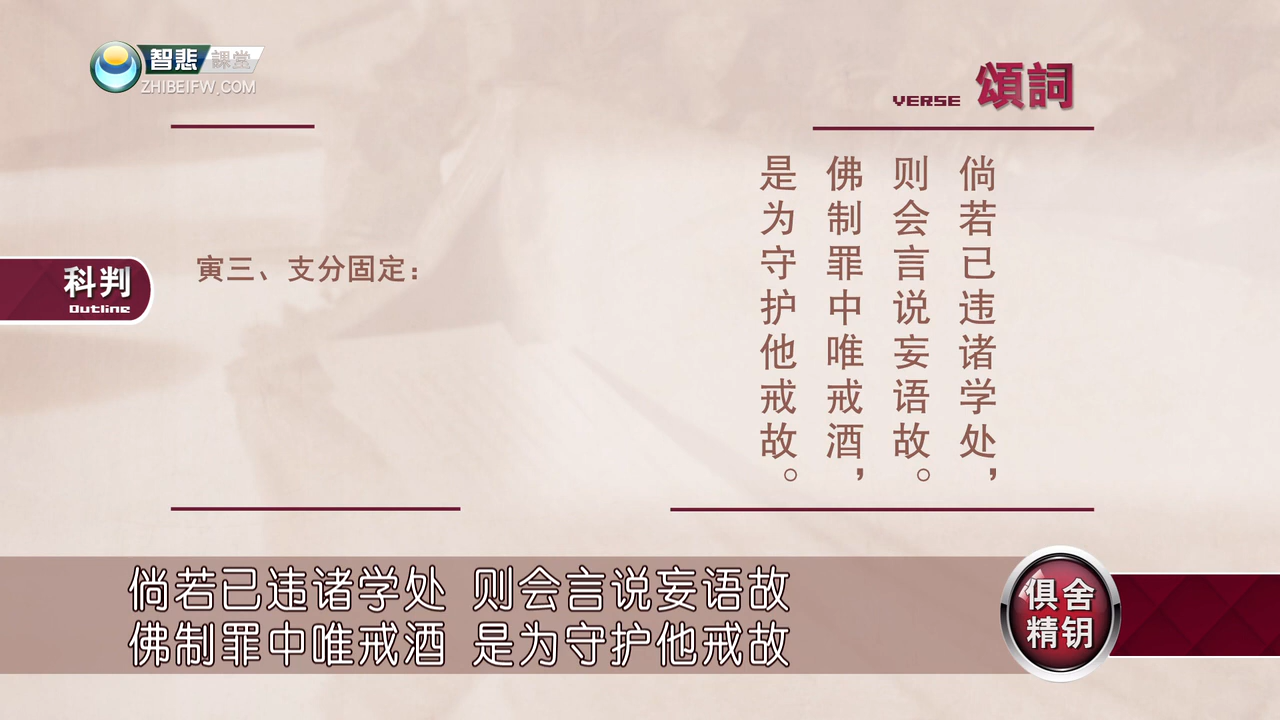 智悲 課堂
ZHIBEIFW.COM
VERSE 頌詞
倘若已违诸学处，
则会言说妄语故。
佛制罪中唯戒酒，
是为守护他戒故。
科判
Outline
寅三、支分固定：
倘若已违诸学处 则会言说妄语故
佛制罪中唯戒酒 是为守护他戒故
俱舍
精钥